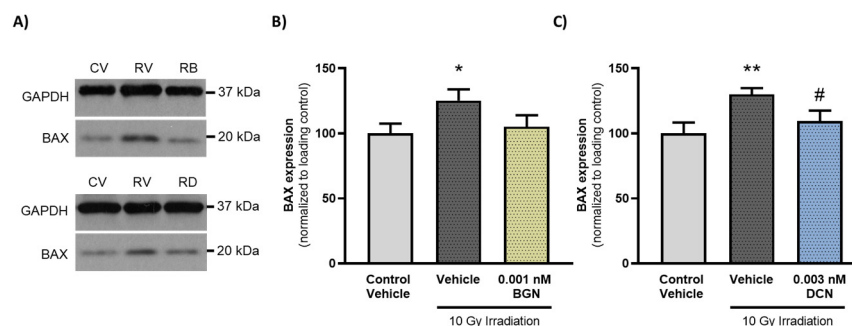 A)
CV RV RB
GAPDH 37 kDa
BAX 20 kDa
CV RV RD
GAPDH 37 kDa
BAX 20 kDa
B)
BAX expression
(normalized to loading control)
150
100
50
0
*
Control
Vehicle
Vehicle
0.001 nM
BGN
10 Gy Irradiation
C)
BAX expression
(normalized to loading control)
150
100
50
0
**
#
Control
Vehicle
Vehicle
0.003 nM
DCN
10 Gy Irradiation